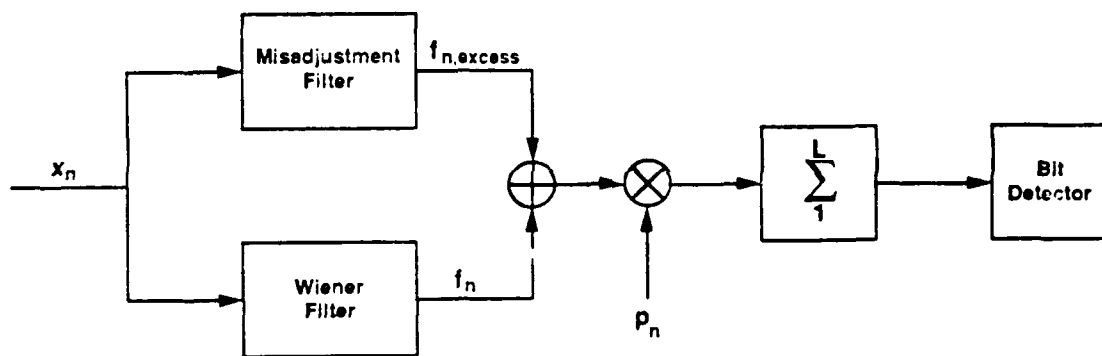 Misadjustment
Filter
f_n,excess
x_n
L
∑
1
Bit
Detector
Wiener
Filter
f_n
p_n